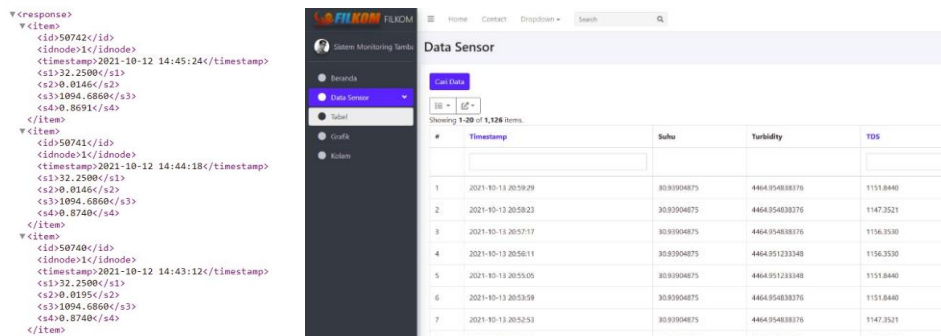 ▼<response>
▼<item>
<id>50742</id>
<idnode>1</idnode>
<timestamp>2021-10-12 14:45:24</timestamp>
<s1>32.2500</s1>
<s2>0.0146</s2>
<s3>1094.6860</s3>
<s4>0.8691</s4>
</item>
▼<item>
<id>50741</id>
<idnode>1</idnode>
<timestamp>2021-10-12 14:44:18</timestamp>
<s1>32.2500</s1>
<s2>0.0146</s2>
<s3>1094.6860</s3>
<s4>0.8740</s4>
</item>
▼<item>
<id>50740</id>
<idnode>1</idnode>
<timestamp>2021-10-12 14:43:12</timestamp>
<s1>32.2500</s1>
<s2>0.0195</s2>
<s3>1094.6860</s3>
<s4>0.8740</s4>
</item>
FILKOM FILKOM
Sistem Monitoring Tamba
Beranda
Data Sensor
Tabel
Grafik
Kolam
Home Contact Dropdown Search
Data Sensor
Cari Data
Showing 1-20 of 1,126 items.
# Timestamp Suhu Turbidity TDS
1 2021-10-13 20:59:29 30.93904875 4464.954838376 1151.8440
2 2021-10-13 20:58:23 30.93904875 4464.954838376 1147.3521
3 2021-10-13 20:57:17 30.93904875 4464.954838376 1156.3530
4 2021-10-13 20:56:11 30.93904875 4464.951233348 1156.3530
5 2021-10-13 20:55:05 30.93904875 4464.951233348 1151.8440
6 2021-10-13 20:53:59 30.93904875 4464.954838376 1151.8440
7 2021-10-13 20:52:53 30.93904875 4464.954838376 1147.3521